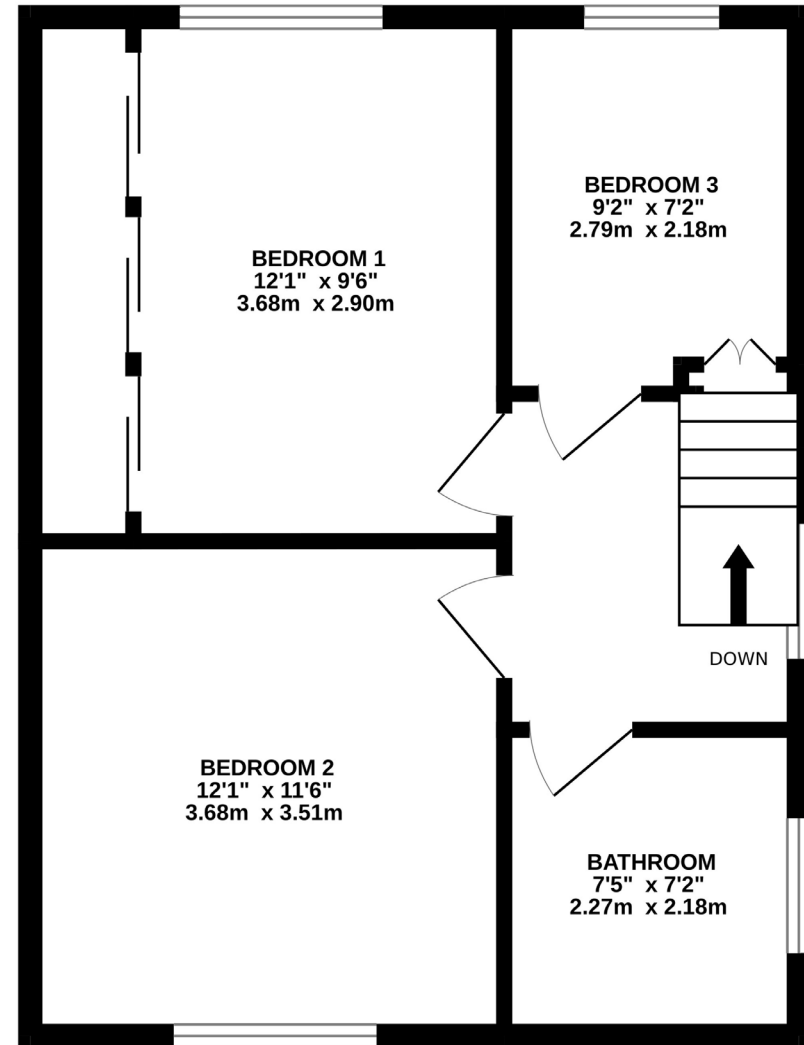 BEDROOM 3
9'2" x 7'2"
2.79m x 2.18m
BEDROOM 1
12'1" x 9'6"
3.68m x 2.90m
DOWN
BEDROOM 2
12'1" x 11'6"
3.68m x 3.51m
BATHROOM
7'5" x 7'2"
2.27m x 2.18m